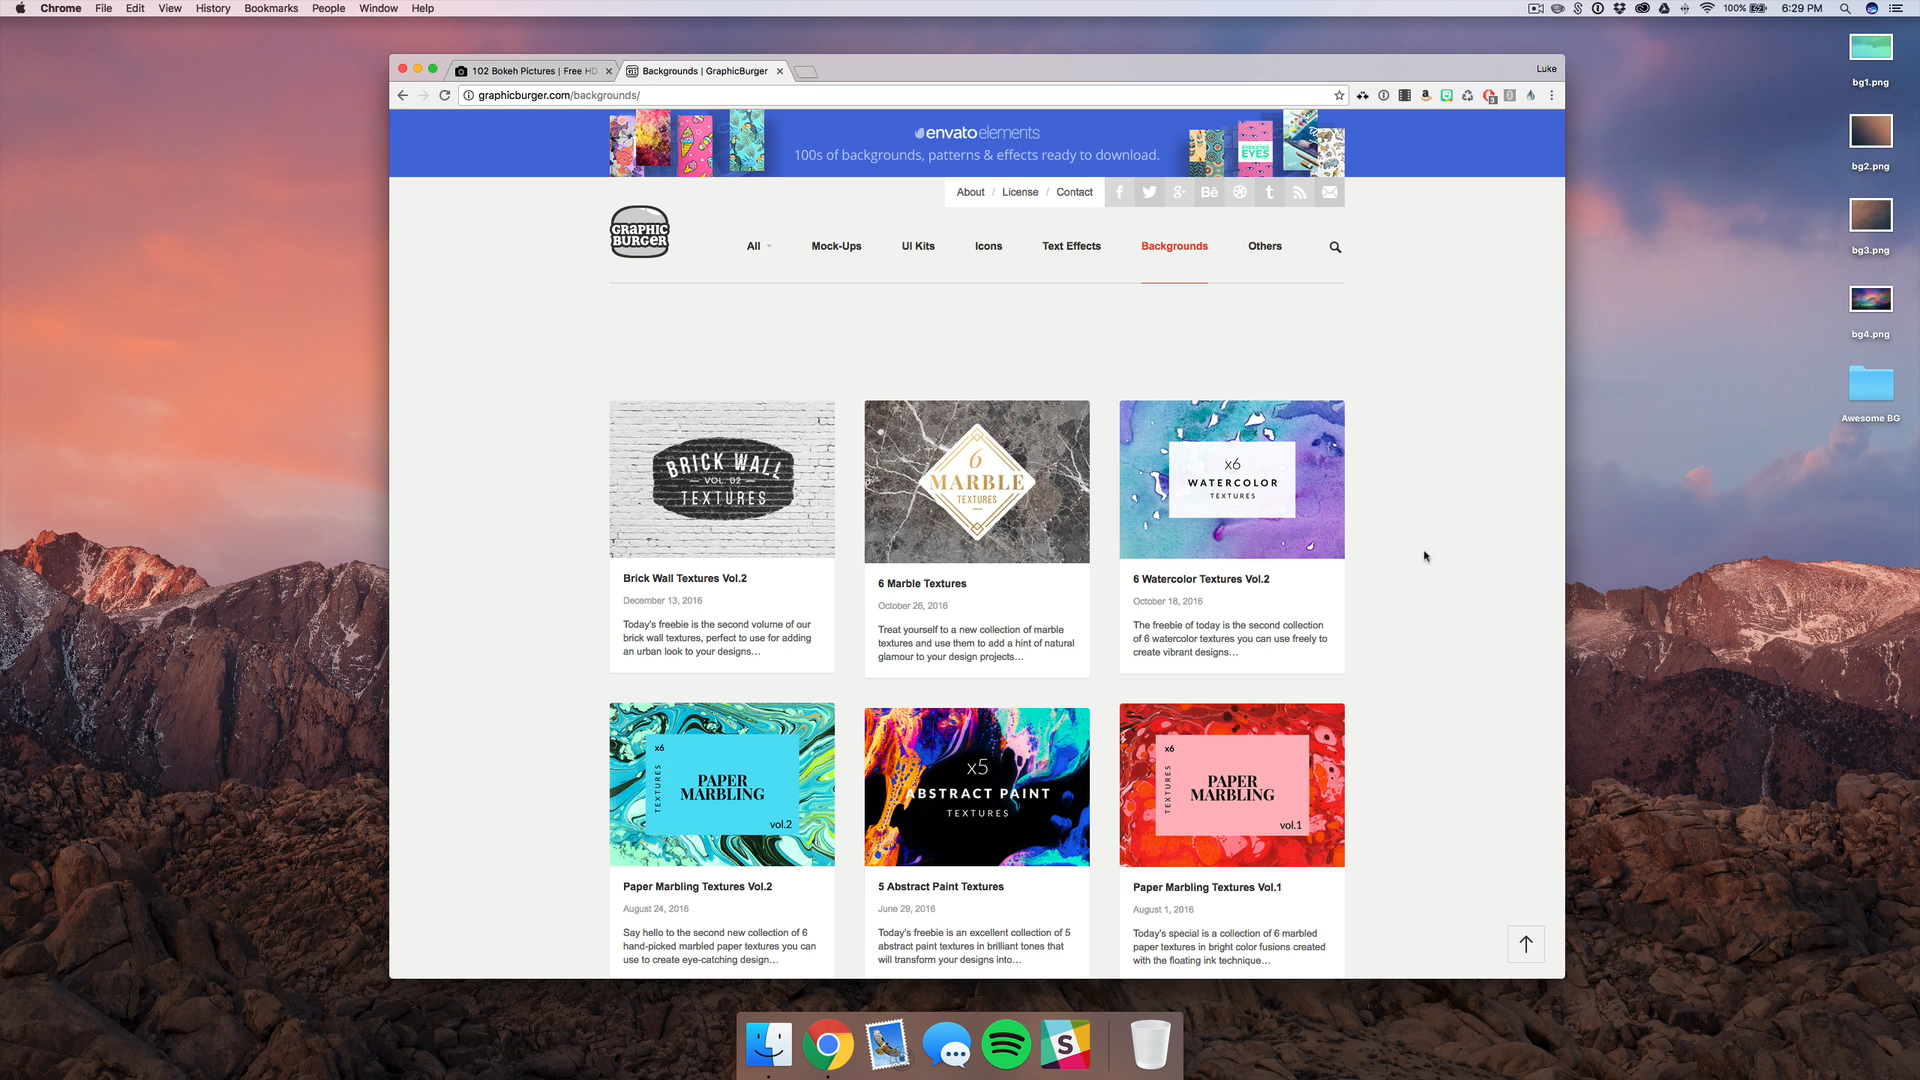 Chrome File Edit View History Bookmarks People Window Help
100% 6:29 PM
102 Bokeh Pictures | Free HD
Backgrounds | GraphicBurger
Luke
graphicburger.com/backgrounds/
envatoelements
100s of backgrounds, patterns & effects ready to download.
EYES
About / License / Contact
GRAPHIC
BURGER
All Mock-Ups UI Kits Icons Text Effects Backgrounds Others
BRICK WALL
VOL. 02
TEXTURES
6
MARBLE
TEXTURES
x6
WATERCOLOR
TEXTURES
Brick Wall Textures Vol.2
December 13, 2016
Today's freebie is the second volume of our
brick wall textures, perfect to use for adding
an urban look to your designs…
6 Marble Textures
October 26, 2016
Treat yourself to a new collection of marble
textures and use them to add a hint of natural
glamour to your design projects…
6 Watercolor Textures Vol.2
October 18, 2016
The freebie of today is the second collection
of 6 watercolor textures you can use freely to
create vibrant designs…
x6
TEXTURES
PAPER
MARBLING
vol.2
x5
ABSTRACT PAINT
TEXTURES
x6
TEXTURES
PAPER
MARBLING
vol.1
Paper Marbling Textures Vol.2
August 24, 2016
Say hello to the second new collection of 6
hand-picked marbled paper textures you can
use to create eye-catching design…
5 Abstract Paint Textures
June 29, 2016
Today's freebie is an excellent collection of 5
abstract paint textures in brilliant tones that
will transform your designs into…
Paper Marbling Textures Vol.1
August 1, 2016
Today's special is a collection of 6 marbled
paper textures in bright color fusions created
with the floating ink technique…
bg1.png
bg2.png
bg3.png
bg4.png
Awesome BG